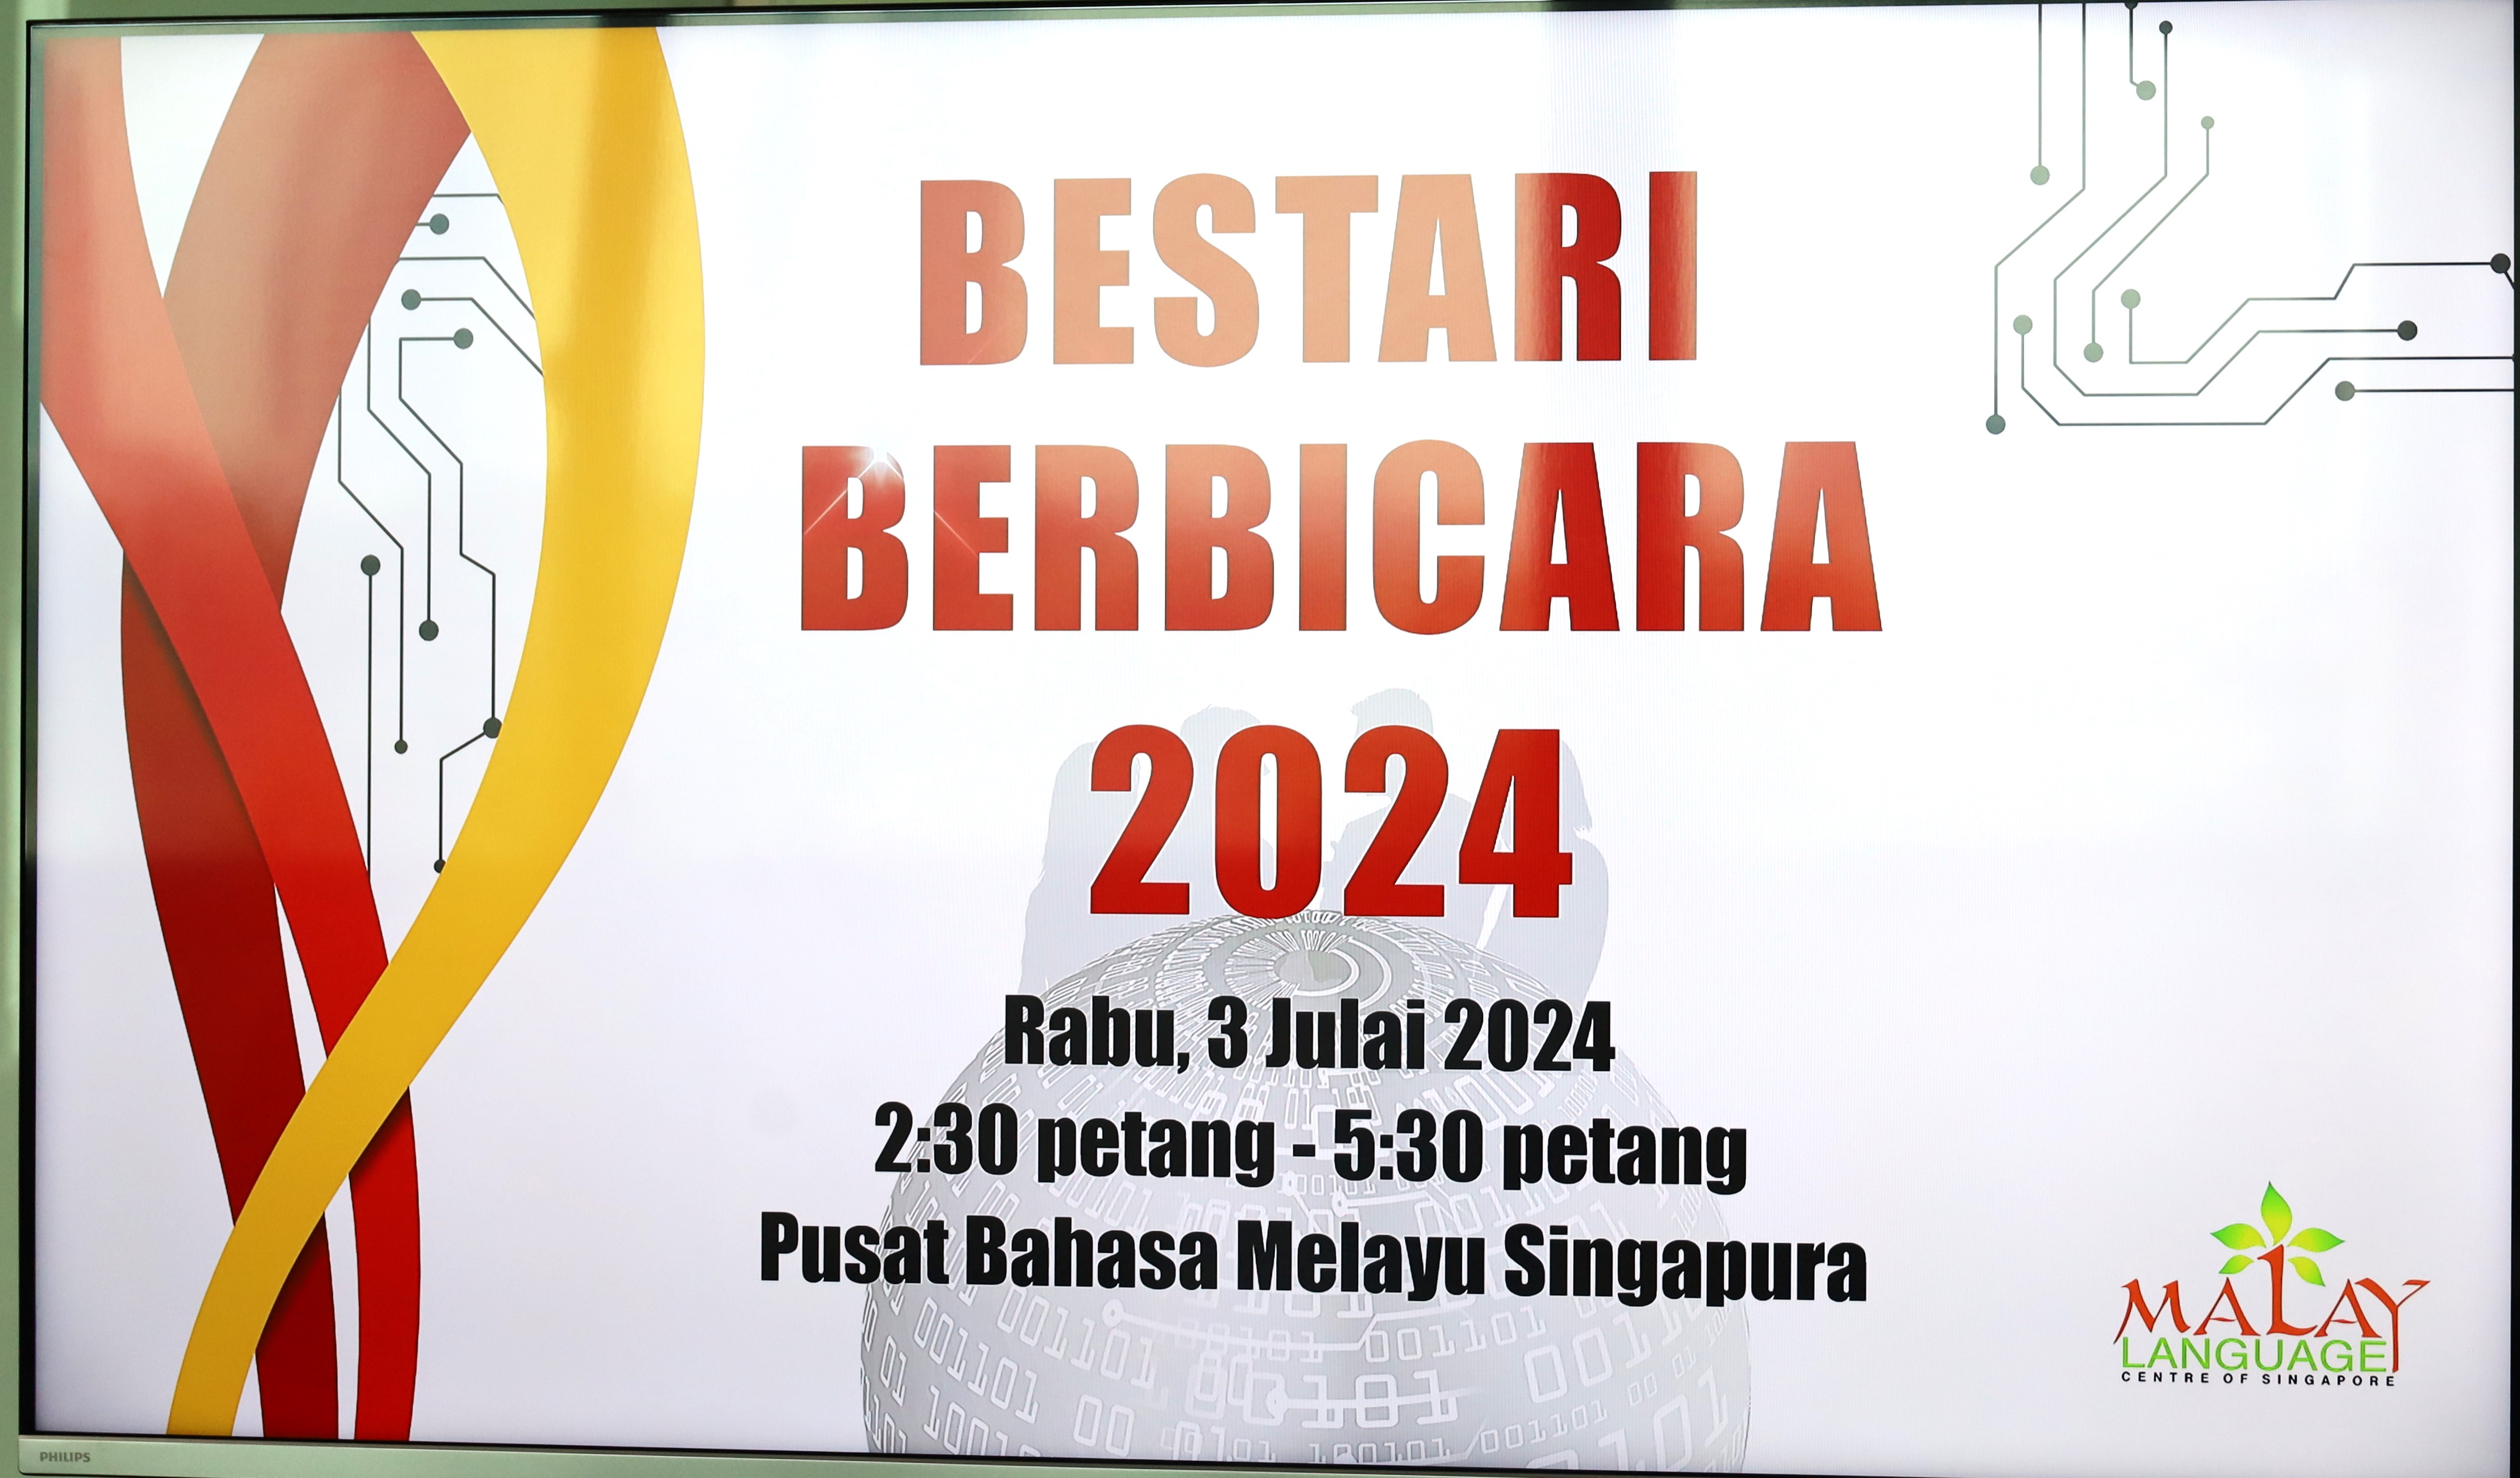 BESTARI
BERBICARA
2024
Rabu, 3 Julai 2024
2:30 petang - 5:30 petang
Pusat Bahasa Melayu Singapura
MALAY
LANGUAGE
CENTRE OF SINGAPORE
PHILIPS